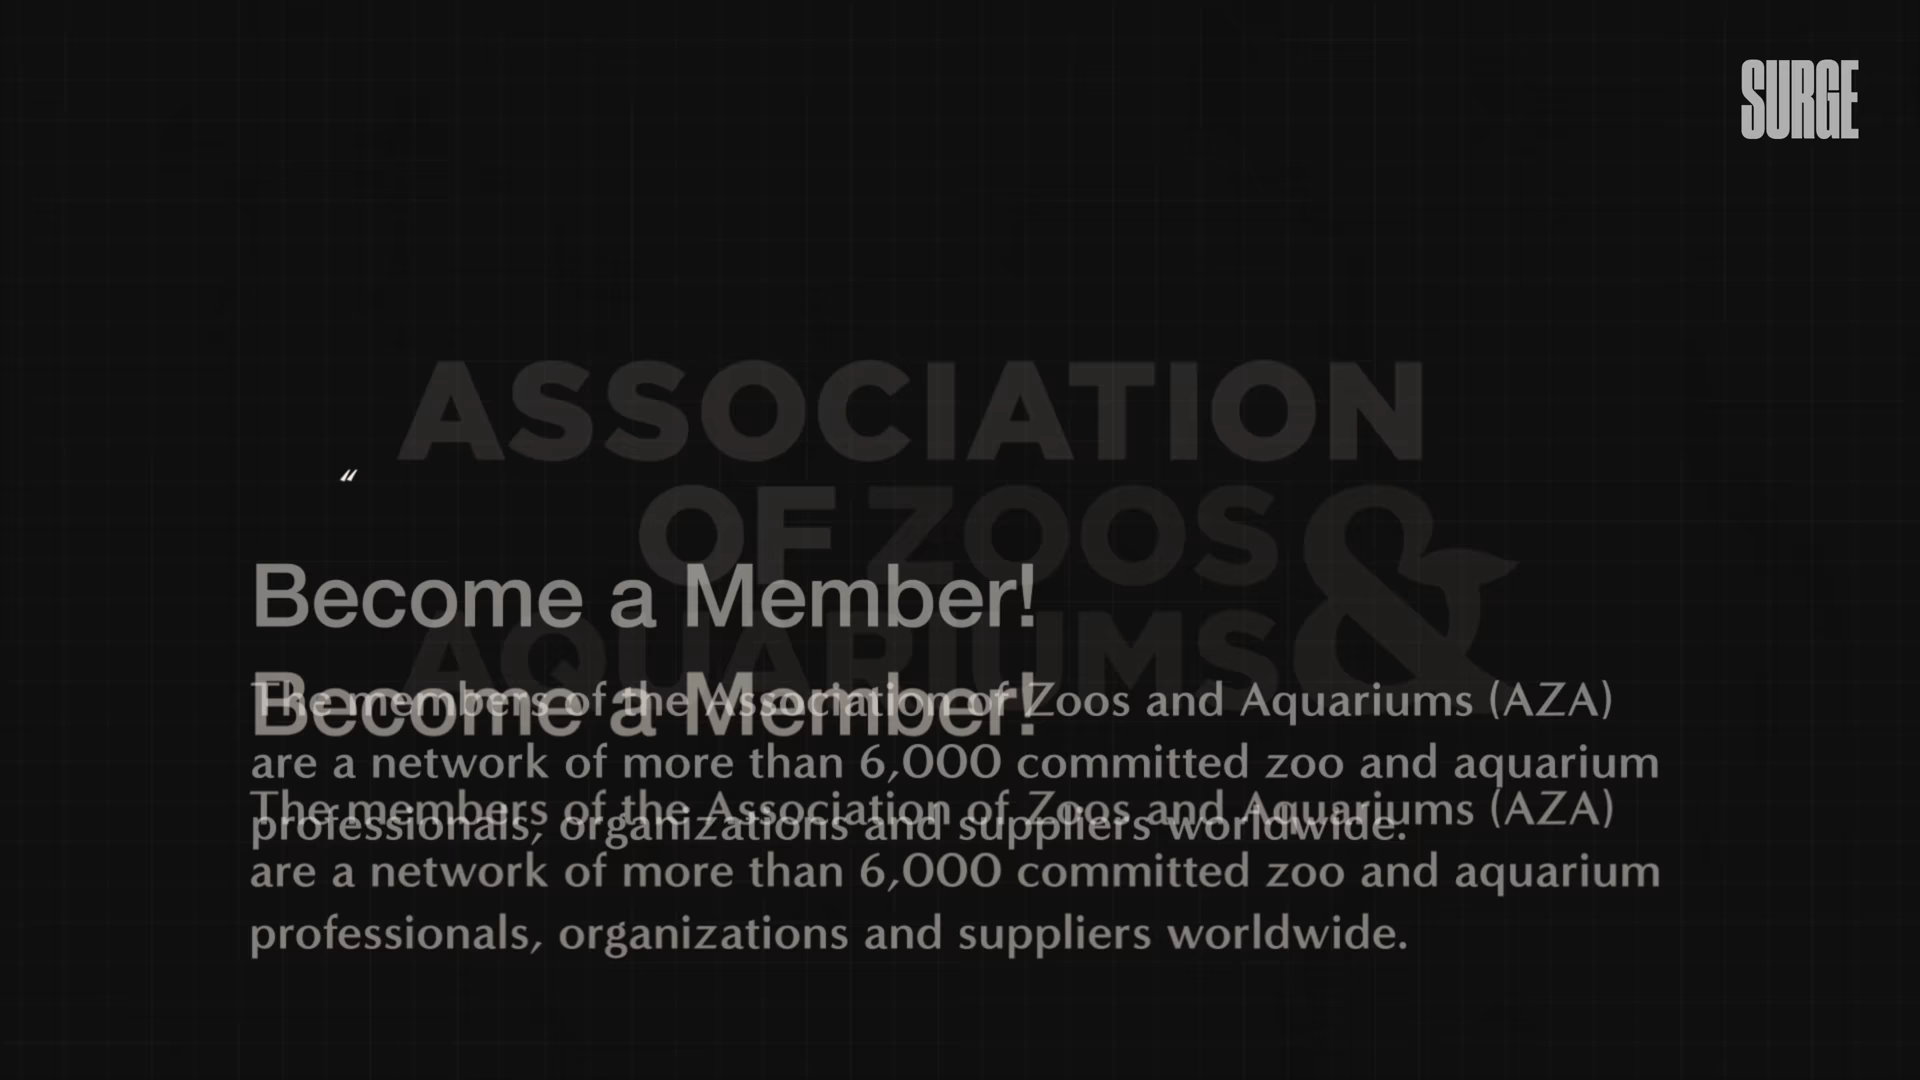 SURGE
ASSOCIATION
OF ZOOS &
AQUARIUMS
“
Become a Member!
Become a Member!
The members of the Association of Zoos and Aquariums (AZA)
are a network of more than 6,000 committed zoo and aquarium
professionals, organizations and suppliers worldwide.
The members of the Association of Zoos and Aquariums (AZA)
are a network of more than 6,000 committed zoo and aquarium
professionals, organizations and suppliers worldwide.